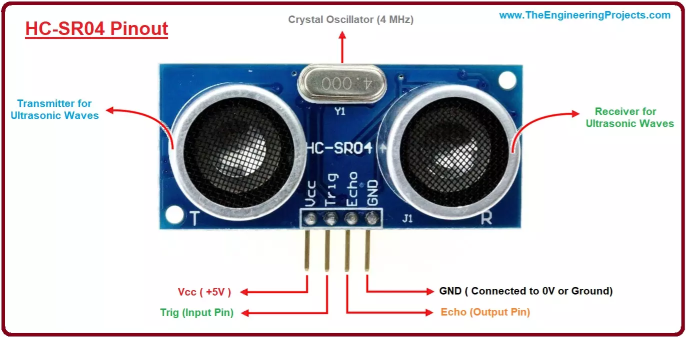 HC-SR04 Pinout
Crystal Oscillator (4 MHz)
www.TheEngineeringProjects.com
4.000
Y1
Transmitter for
Ultrasonic Waves
Receiver for
Ultrasonic Waves
HC-SR04
Vcc
Trig
Echo
GND
T
J1
R
Vcc ( +5V )
GND ( Connected to 0V or Ground)
Trig (Input Pin)
Echo (Output Pin)